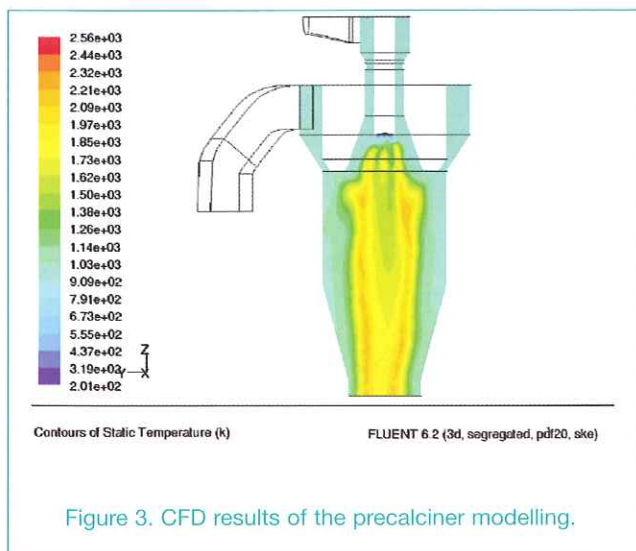 2.56e+03
2.44e+03
2.32e+03
2.21e+03
2.09e+03
1.97e+03
1.85e+03
1.73e+03
1.62e+03
1.50e+03
1.38e+03
1.26e+03
1.14e+03
1.03e+03
9.09e+02
7.91e+02
6.73e+02
5.55e+02
4.37e+02
3.19e+02
2.01e+02
Z
Y
X
Contours of Static Temperature (k)
FLUENT 6.2 (3d, segregated, pdf20, ske)
Figure 3. CFD results of the precalciner modelling.